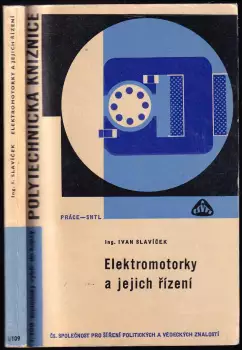 Ing. I. SLAVÍČEK ELEKTROMOTORKY A JEJICH ŘÍZENÍ
POLYTECHNICKÁ KNIŽNICE
PRÁCE—SNTL
Ing. IVAN SLAVÍČEK
Elektromotorky
a jejich řízení
ČS. SPOLEČNOST PRO ŠÍŘENÍ POLITICKÝCH A VĚDECKÝCH ZNALOSTÍ